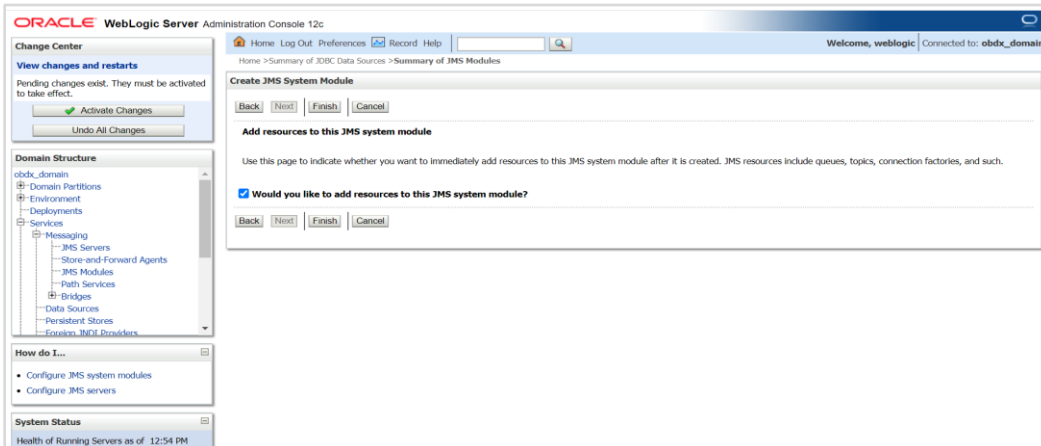 ORACLE WebLogic Server Administration Console 12c
Change Center
View changes and restarts
Pending changes exist. They must be activated
to take effect.
Activate Changes
Undo All Changes
Domain Structure
obdx_domain
Domain Partitions
Environment
Deployments
Services
Messaging
JMS Servers
Store-and-Forward Agents
JMS Modules
Path Services
Bridges
Data Sources
Persistent Stores
Foreign JNDI Providers
How do I...
Configure JMS system modules
Configure JMS servers
System Status
Health of Running Servers as of 12:54 PM
Home Log Out Preferences Record Help
Welcome, weblogic Connected to: obdx_domain
Home >Summary of JDBC Data Sources >Summary of JMS Modules
Create JMS System Module
Back Next Finish Cancel
Add resources to this JMS system module
Use this page to indicate whether you want to immediately add resources to this JMS system module after it is created. JMS resources include queues, topics, connection factories, and such.
Would you like to add resources to this JMS system module?
Back Next Finish Cancel